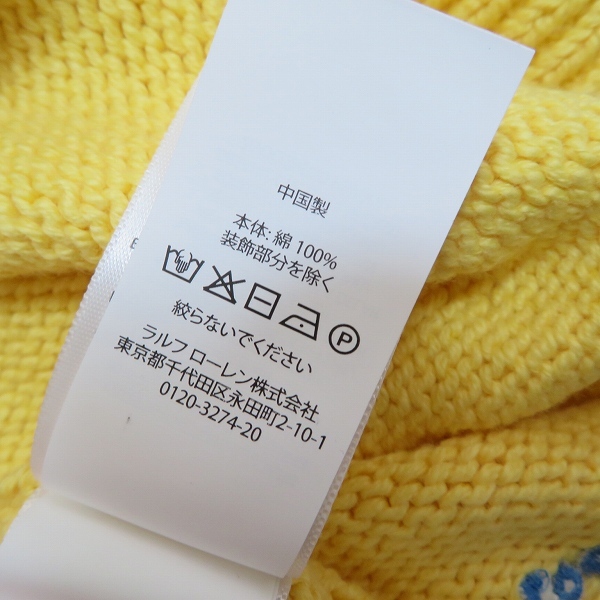 中国製
本体: 綿 100%
装飾部分を除く
P
絞らないでください
ラルフ ローレン株式会社
東京都千代田区永田町2-10-1
0120-3274-20